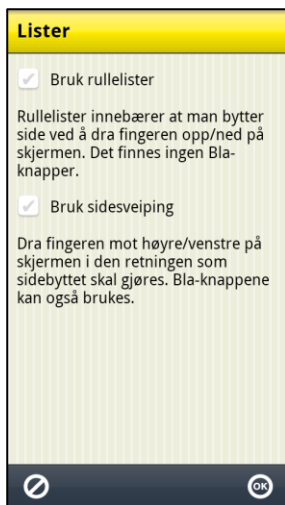 Lister
Bruk rullelister
Rullelister innebærer at man bytter
side ved å dra fingeren opp/ned på
skjermen. Det finnes ingen Bla-
knapper.
Bruk sidesveiping
Dra fingeren mot høyre/venstre på
skjermen i den retningen som
sidebyttet skal gjøres. Bla-knappene
kan også brukes.
OK